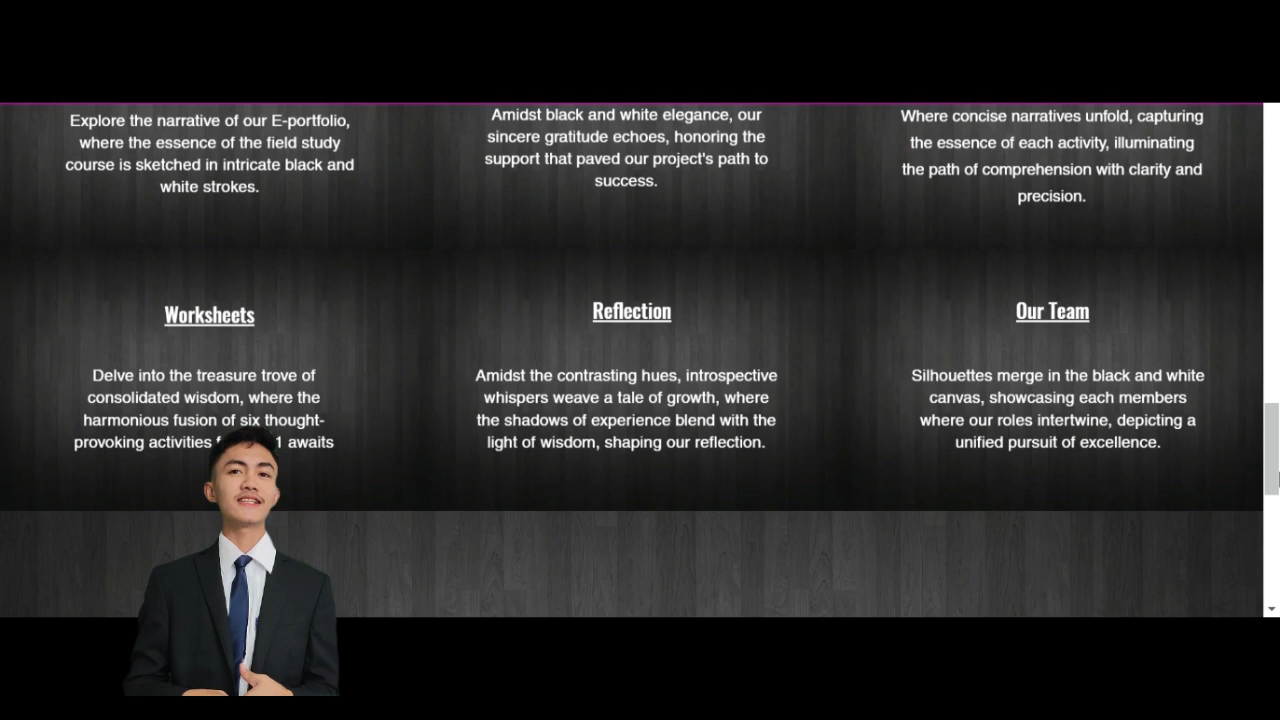 Explore the narrative of our E-portfolio,
where the essence of the field study
course is sketched in intricate black and
white strokes.
Amidst black and white elegance, our
sincere gratitude echoes, honoring the
support that paved our project's path to
success.
Where concise narratives unfold, capturing
the essence of each activity, illuminating
the path of comprehension with clarity and
precision.
Worksheets
Delve into the treasure trove of
consolidated wisdom, where the
harmonious fusion of six thought-
provoking activities 1 awaits
Reflection
Amidst the contrasting hues, introspective
whispers weave a tale of growth, where
the shadows of experience blend with the
light of wisdom, shaping our reflection.
Our Team
Silhouettes merge in the black and white
canvas, showcasing each members
where our roles intertwine, depicting a
unified pursuit of excellence.